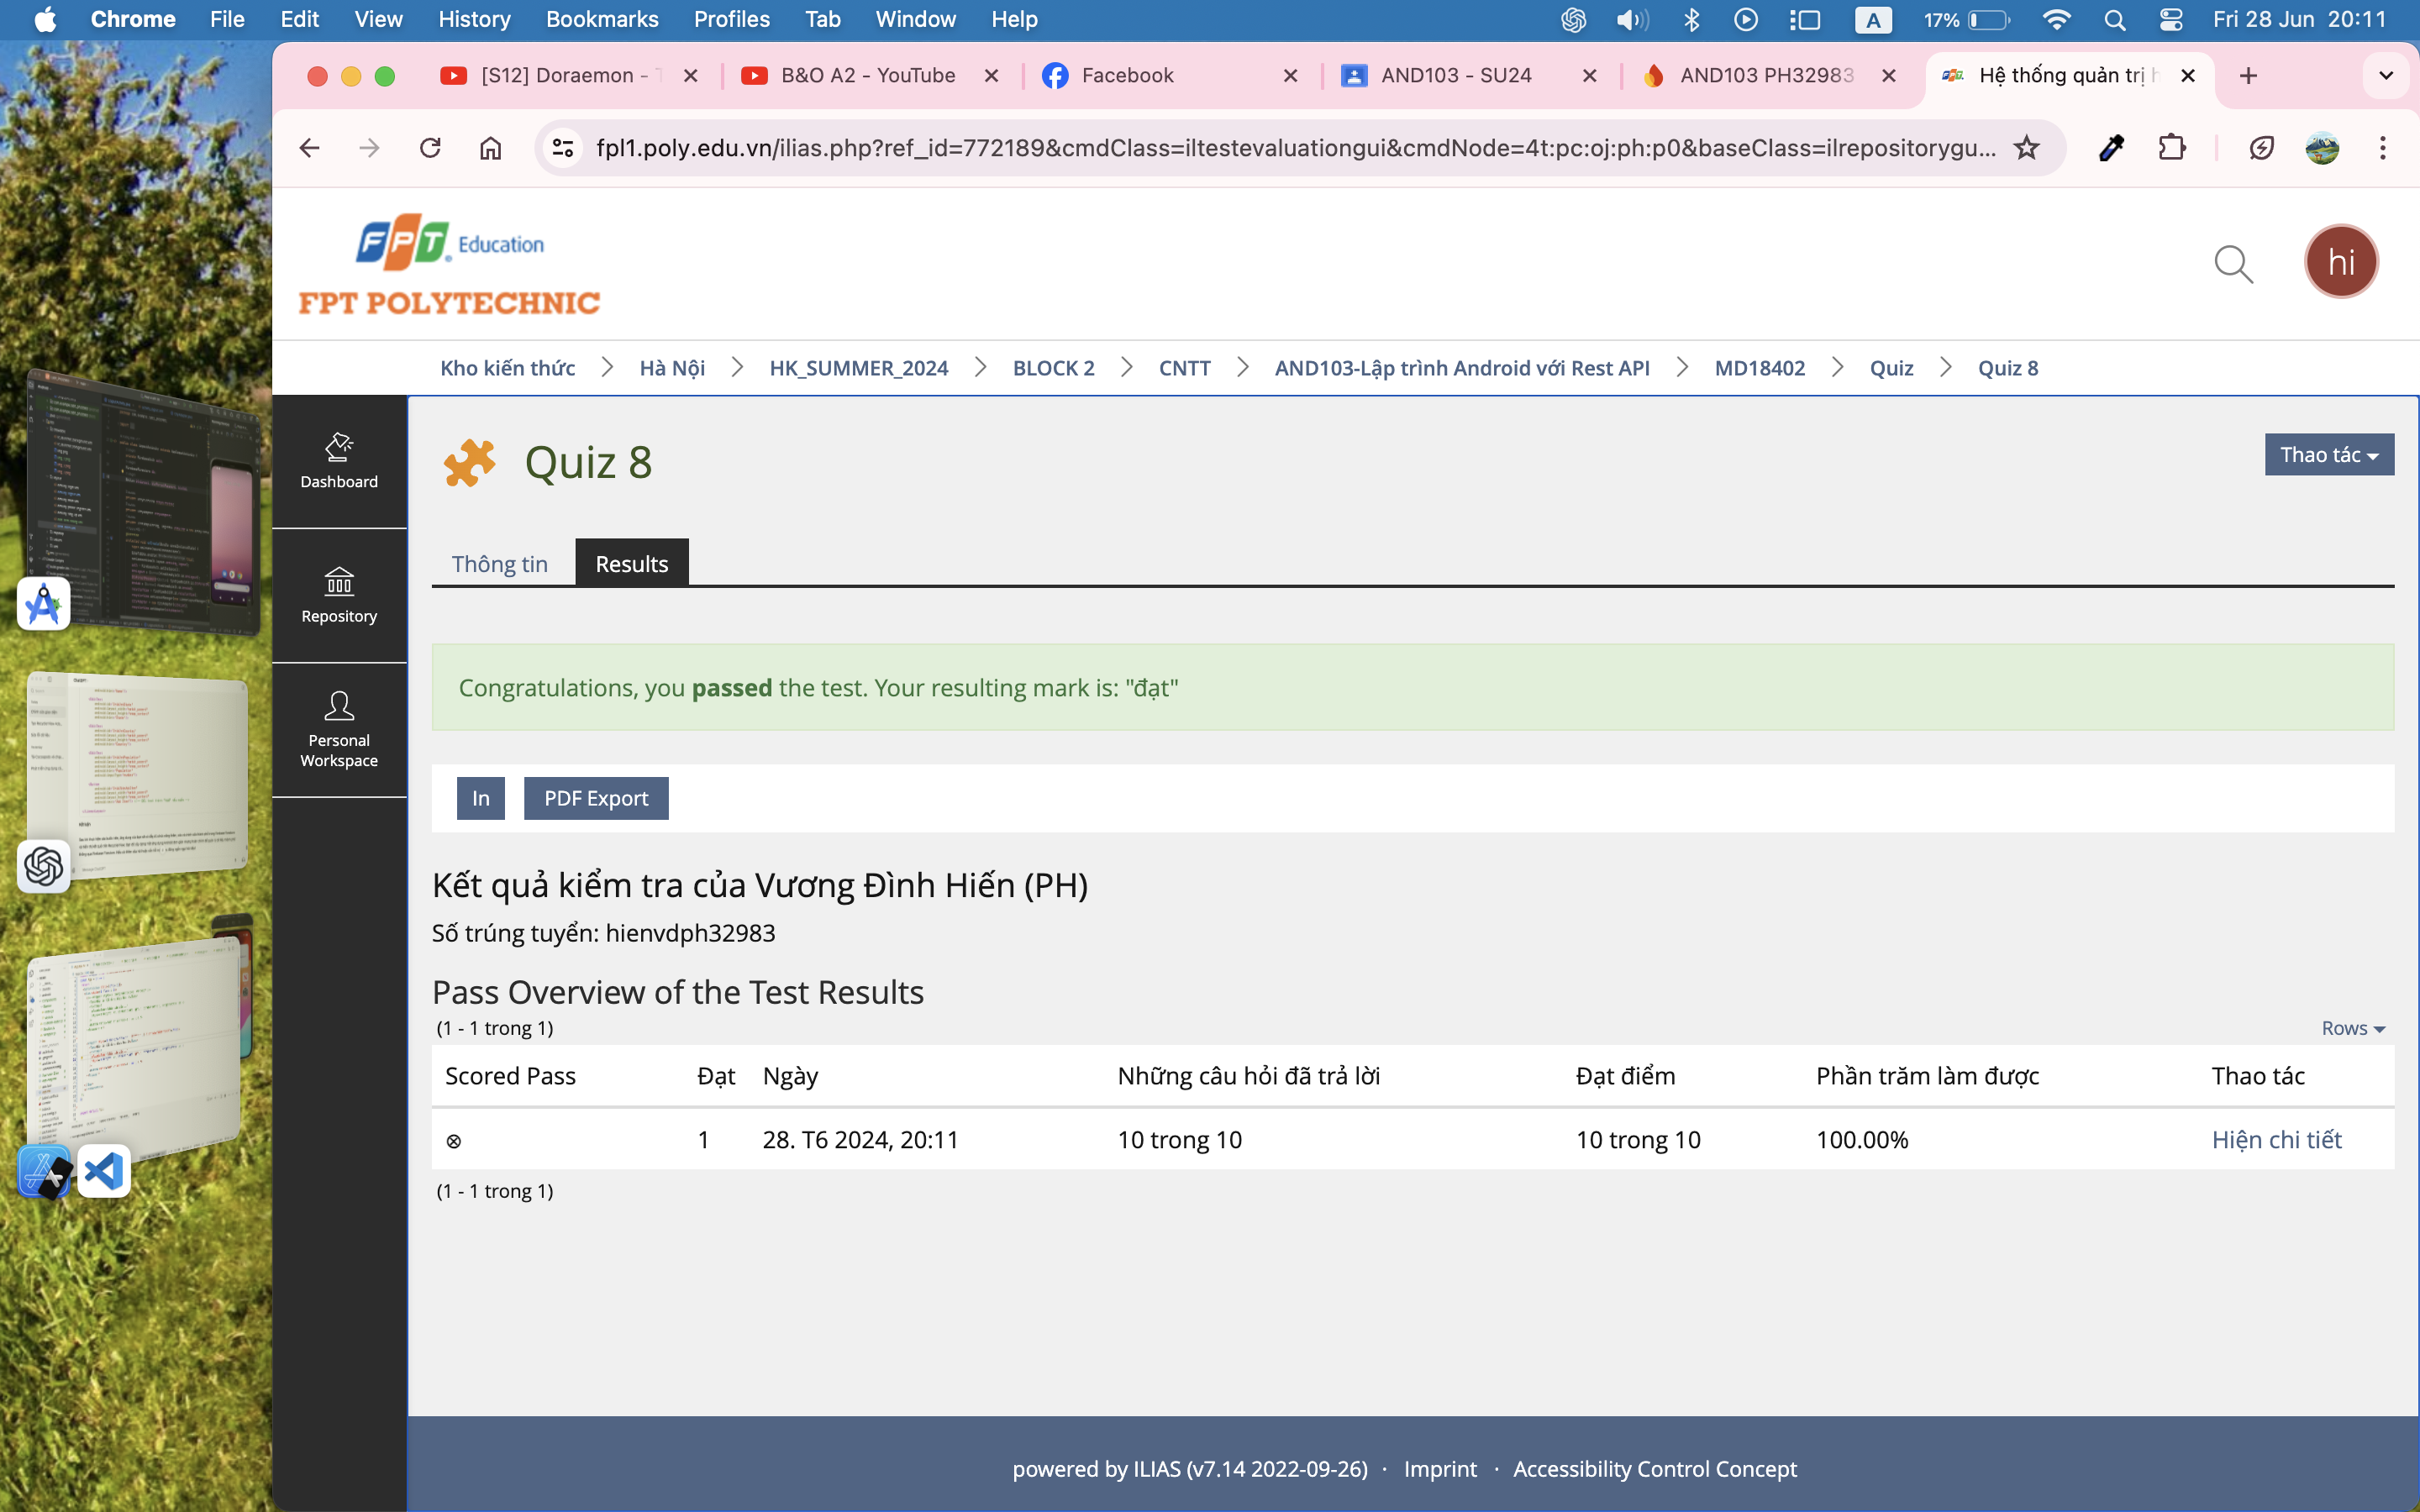 Chrome File Edit View History Bookmarks Profiles Tab Window Help A 17% Fri 28 Jun 20:11
[S12] Doraemon - B&O A2 - YouTube Facebook AND103 - SU24 AND103 PH32983 Hệ thống quản trị
fpl1.poly.edu.vn/ilias.php?ref_id=772189&cmdClass=iltestevaluationgui&cmdNode=4t:pc:oj:ph:p0&baseClass=ilrepositorygu...
FPT Education
FPT POLYTECHNIC
hi
Kho kiến thức Hà Nội HK_SUMMER_2024 BLOCK 2 CNTT AND103-Lập trình Android với Rest API MD18402 Quiz Quiz 8
Dashboard
Repository
Personal
Workspace
Quiz 8
Thao tác
Thông tin Results
Congratulations, you passed the test. Your resulting mark is: "đạt"
In PDF Export
Kết quả kiểm tra của Vương Đình Hiến (PH)
Số trúng tuyển: hienvdph32983
Pass Overview of the Test Results
(1 - 1 trong 1)
Rows
Scored Pass Đạt Ngày Những câu hỏi đã trả lời Đạt điểm Phần trăm làm được Thao tác
1 28. T6 2024, 20:11 10 trong 10 10 trong 10 100.00% Hiện chi tiết
(1 - 1 trong 1)
powered by ILIAS (v7.14 2022-09-26) · Imprint · Accessibility Control Concept